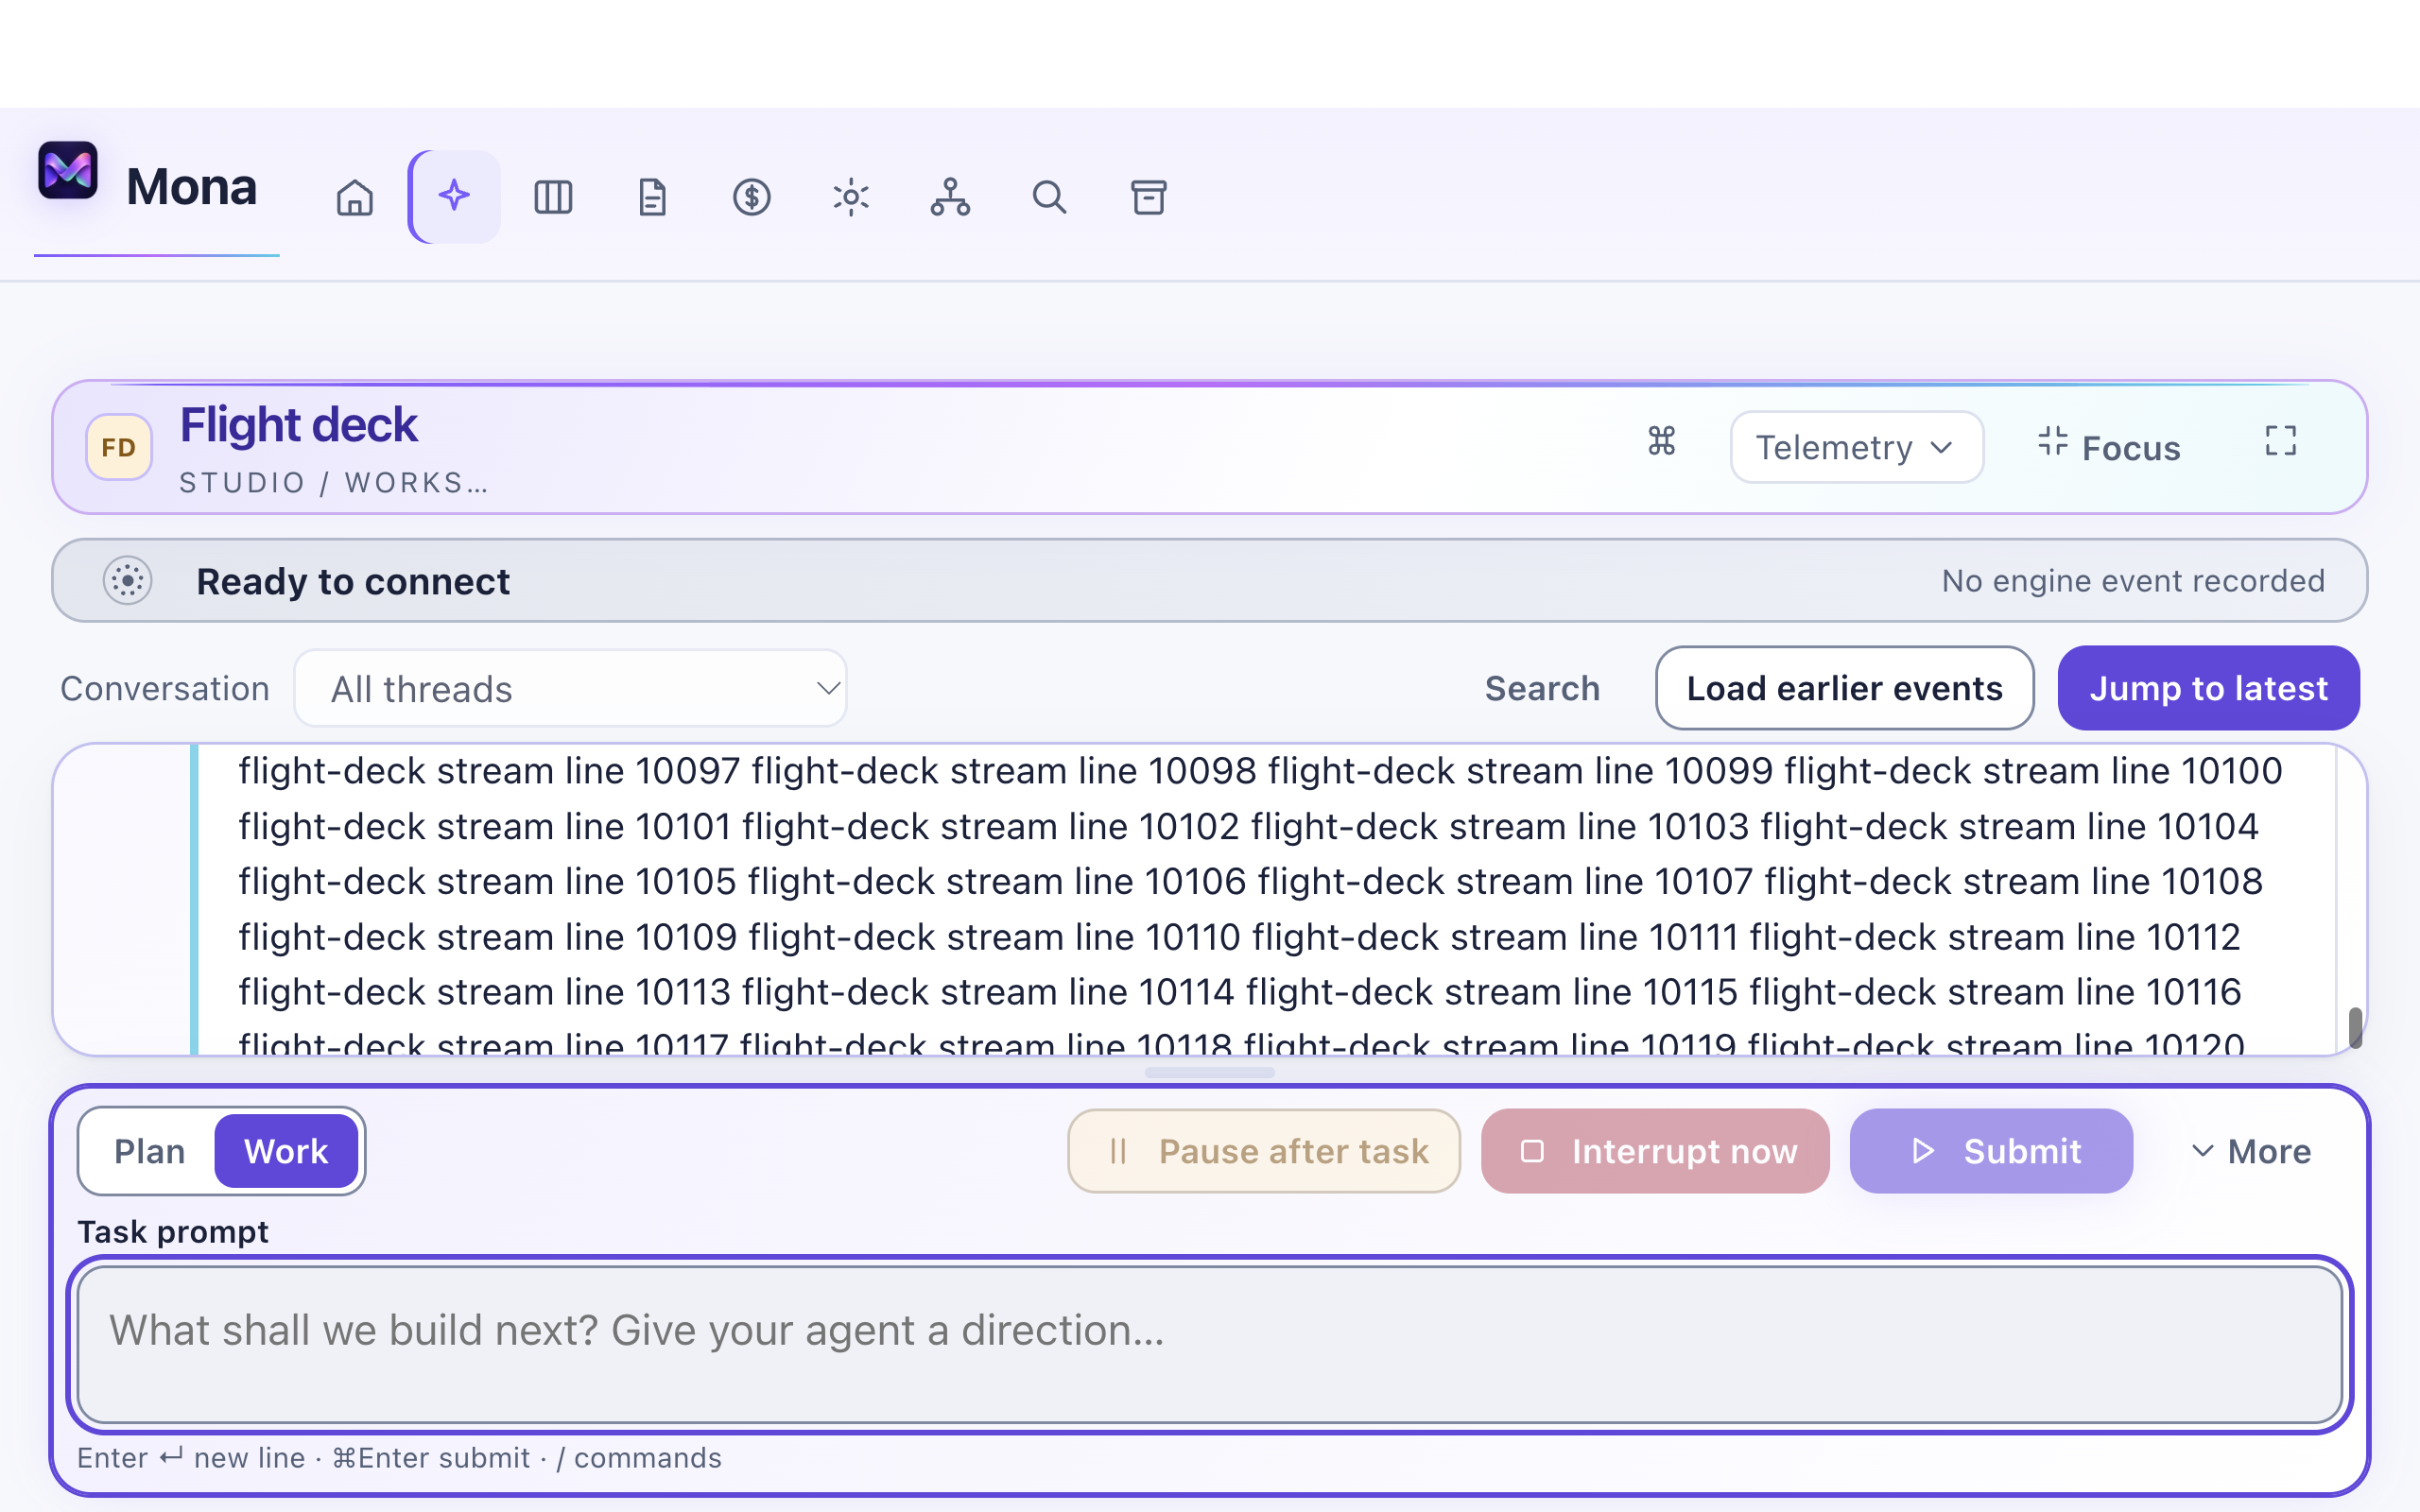 Mona
FD
Flight deck
STUDIO / WORKS…
⌘
Telemetry
Focus
Ready to connect
No engine event recorded
Conversation
All threads
Search
Load earlier events
Jump to latest
flight-deck stream line 10097 flight-deck stream line 10098 flight-deck stream line 10099 flight-deck stream line 10100
flight-deck stream line 10101 flight-deck stream line 10102 flight-deck stream line 10103 flight-deck stream line 10104
flight-deck stream line 10105 flight-deck stream line 10106 flight-deck stream line 10107 flight-deck stream line 10108
flight-deck stream line 10109 flight-deck stream line 10110 flight-deck stream line 10111 flight-deck stream line 10112
flight-deck stream line 10113 flight-deck stream line 10114 flight-deck stream line 10115 flight-deck stream line 10116
flight-deck stream line 10117 flight-deck stream line 10118 flight-deck stream line 10119 flight-deck stream line 10120
Plan
Work
Pause after task
Interrupt now
Submit
More
Task prompt
What shall we build next? Give your agent a direction...
Enter ↵ new line · ⌘Enter submit · / commands